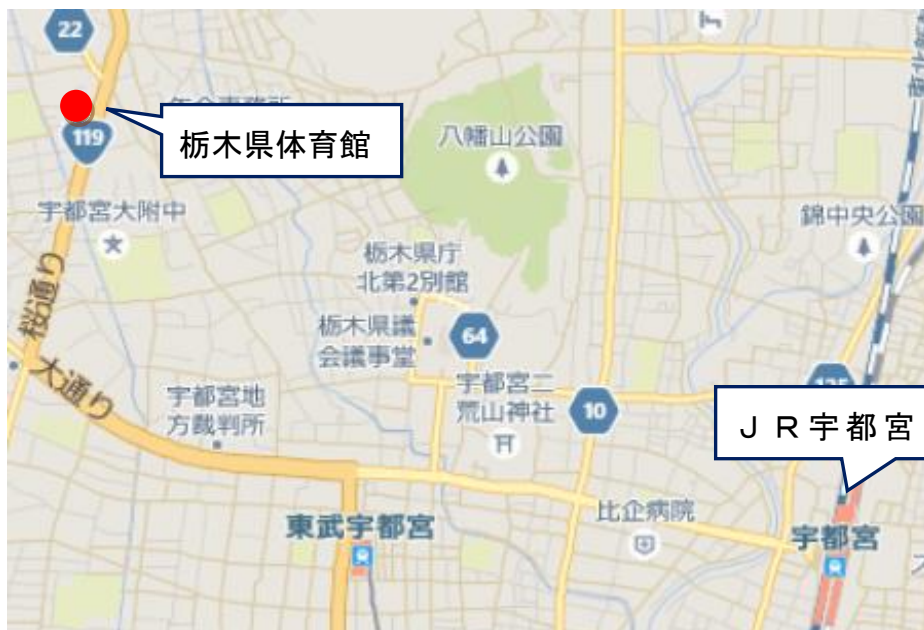 22
119
栃木県体育館
宇都宮大附中
八幡山公園
錦中央公園
栃木県庁
北第2別館
栃木県議
会議事堂
64
桜通り
大通り
宇都宮地
方裁判所
宇都宮二
荒山神社
10
JR宇都宮
東武宇都宮
比企病院
宇都宮